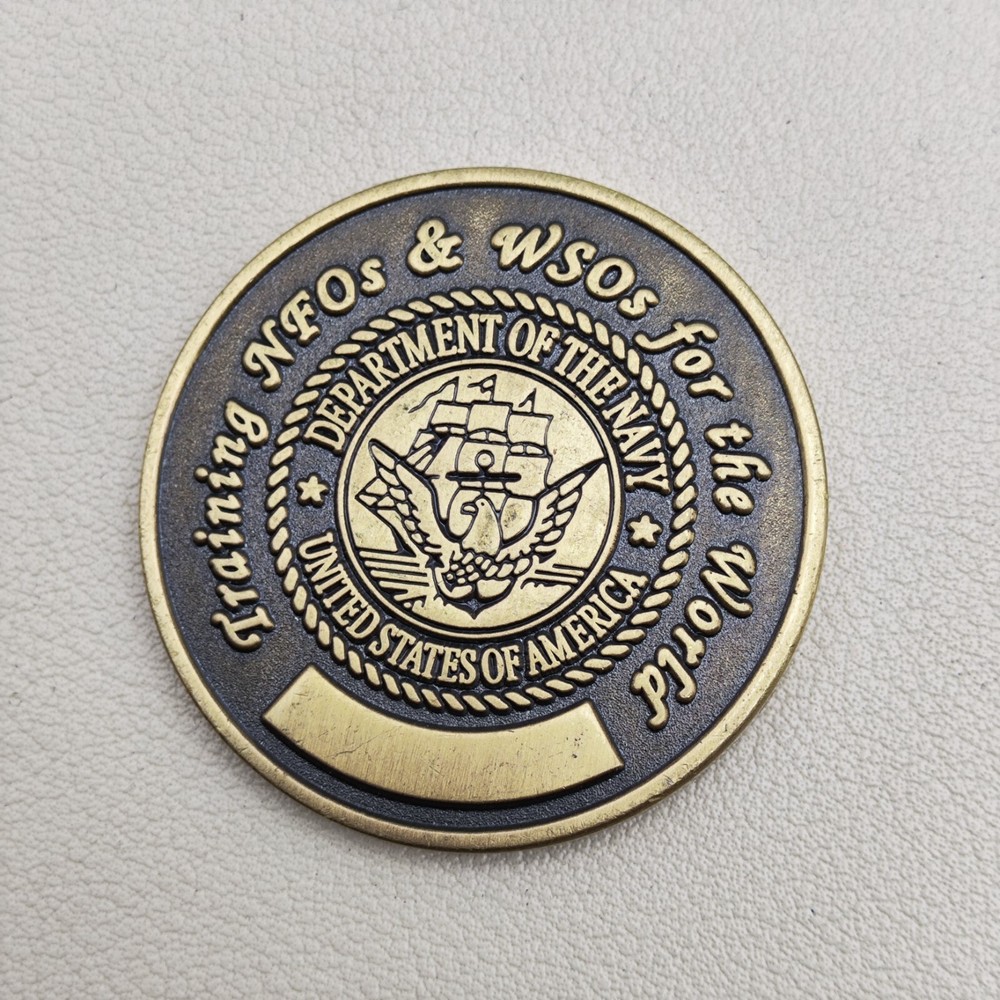 Training NFOs & WSOs for the World
DEPARTMENT OF THE NAVY
UNITED STATES OF AMERICA